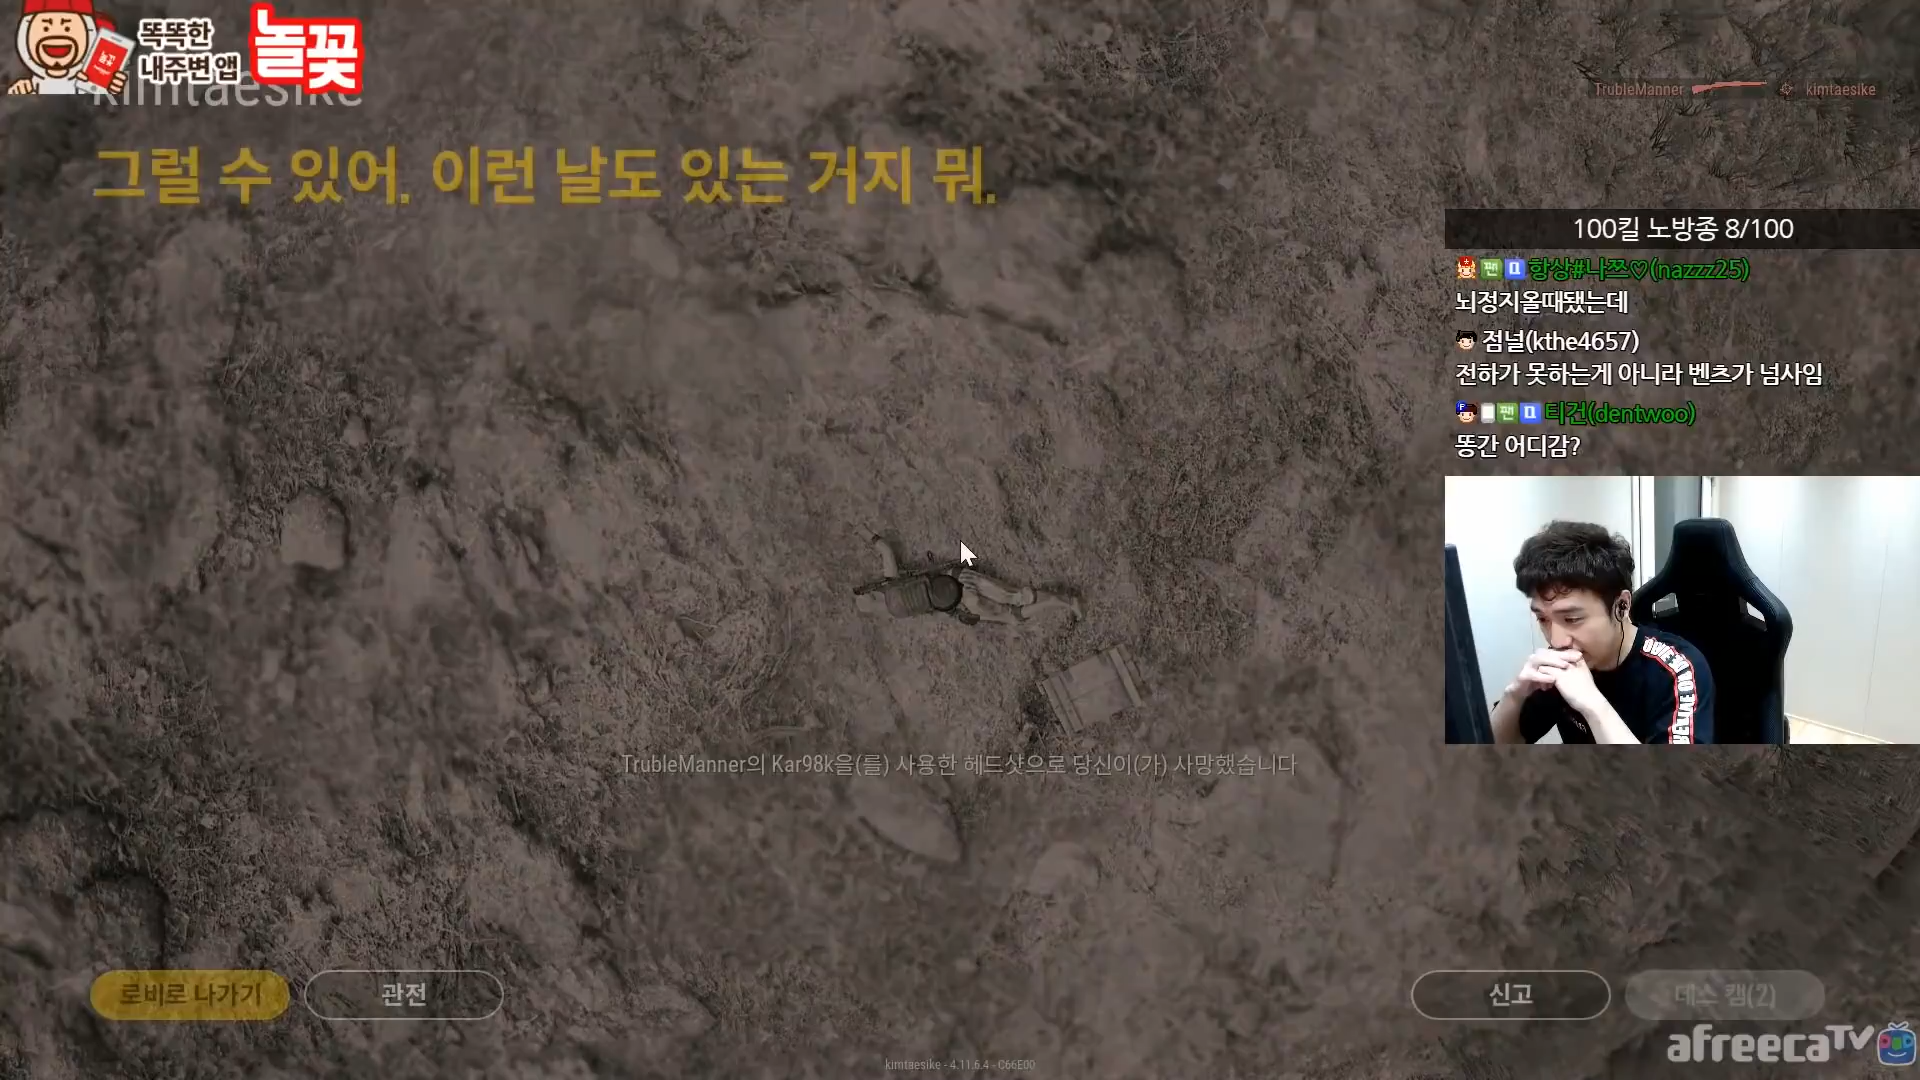 똑똑한
내주변 앱
놀꽃
kimtaesike
TrubleManner kimtaesike
그럴 수 있어. 이런 날도 있는 거지 뭐.
100킬 노방종 8/100
팬 항상#나쯔♡(nazzz25)
뇌정지올때됐는데
점널(kthe4657)
전하가 못하는게 아니라 벤츠가 넘사임
팬 티건(dentwoo)
똥간 어디감?
TrubleManner의 Kar98k을(를) 사용한 헤드샷으로 당신이(가) 사망했습니다
로비로 나가기
관전
신고
데스 캠(2)
afreecaTV
kimtaesike - 4.11.6.4 - C66E00